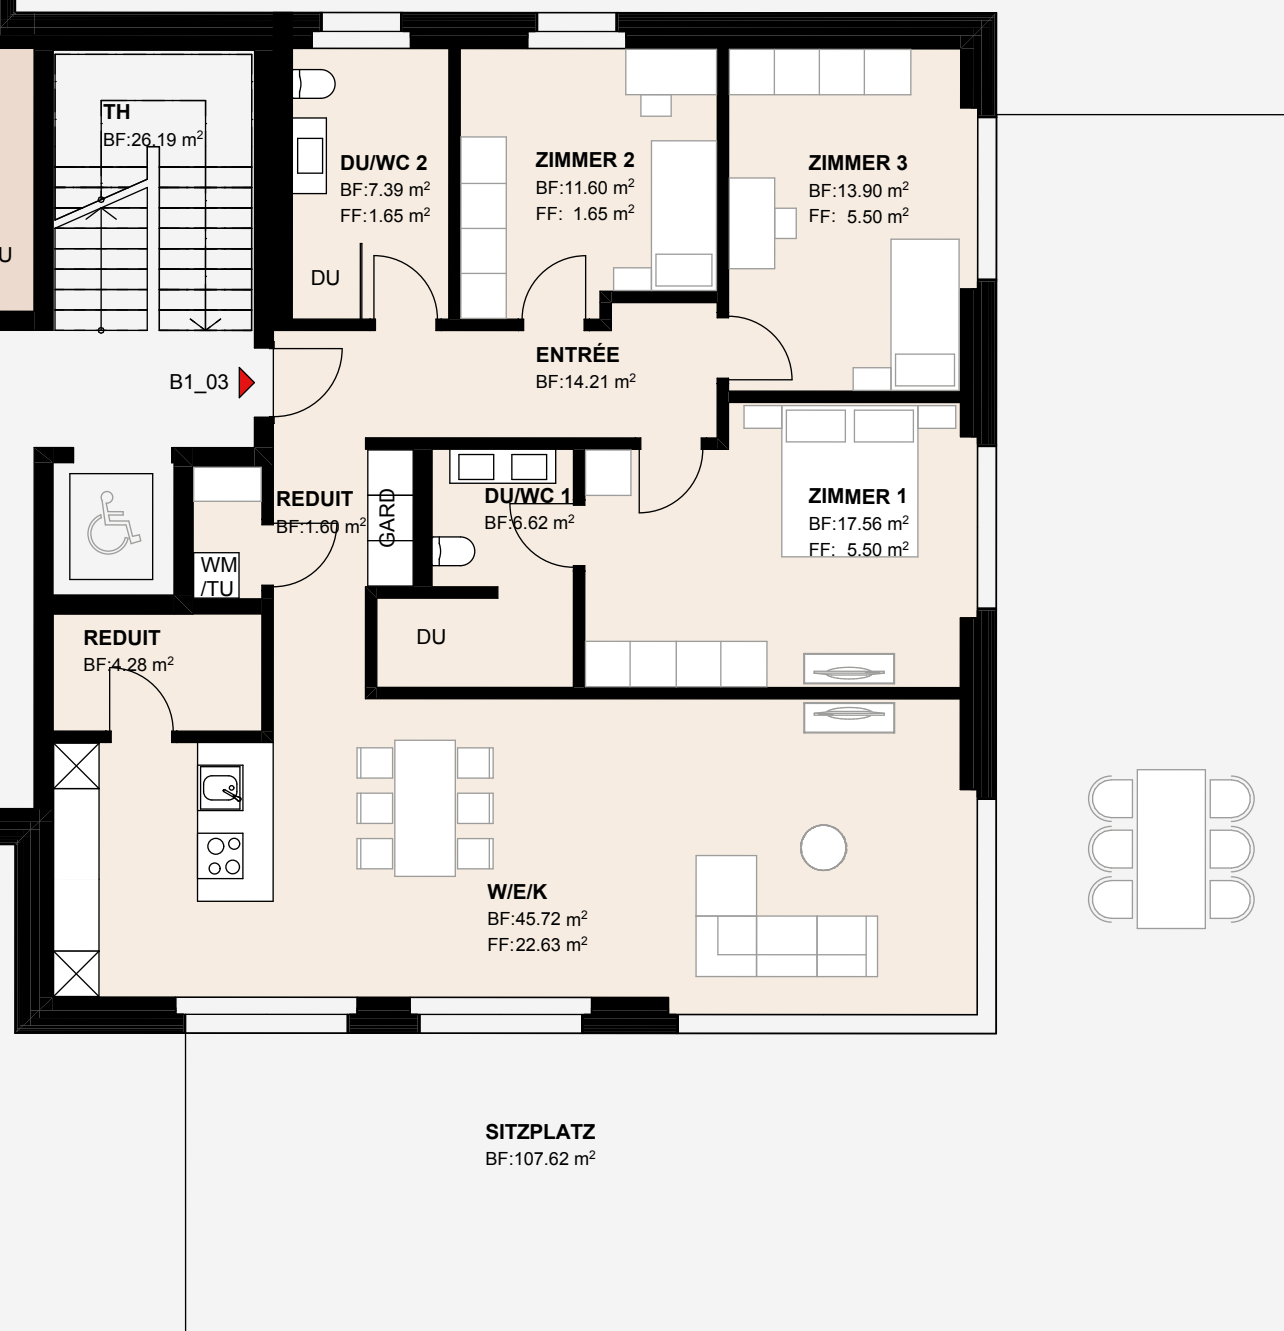 TH
BF:26.19 m²
DU/WC 2
BF:7.39 m²
FF:1.65 m²
DU
ZIMMER 2
BF:11.60 m²
FF: 1.65 m²
ZIMMER 3
BF:13.90 m²
FF: 5.50 m²
U
B1_03
ENTRÉE
BF:14.21 m²
REDUIT
BF:1.60 m²
GARD
DU/WC 1
BF:6.62 m²
ZIMMER 1
BF:17.56 m²
FF: 5.50 m²
WM
/TU
REDUIT
BF:4.28 m²
DU
W/E/K
BF:45.72 m²
FF:22.63 m²
SITZPLATZ
BF:107.62 m²